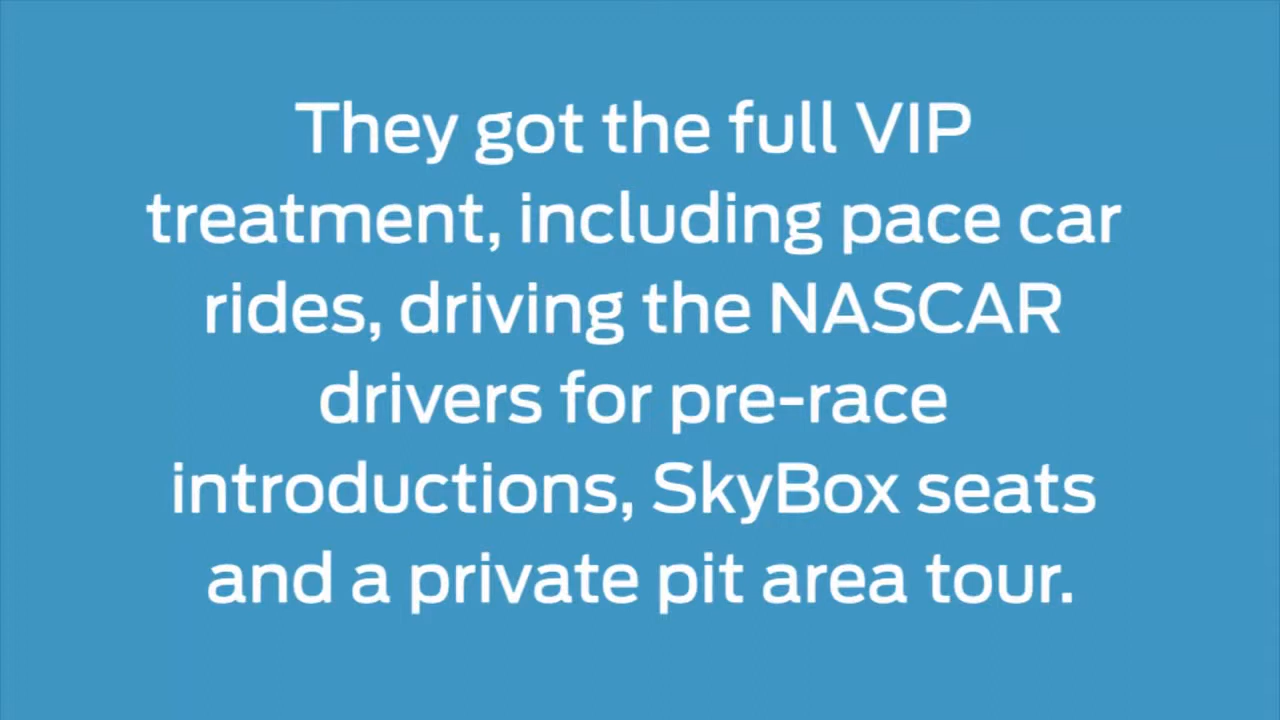 They got the full VIP
treatment, including pace car
rides, driving the NASCAR
drivers for pre-race
introductions, SkyBox seats
and a private pit area tour.